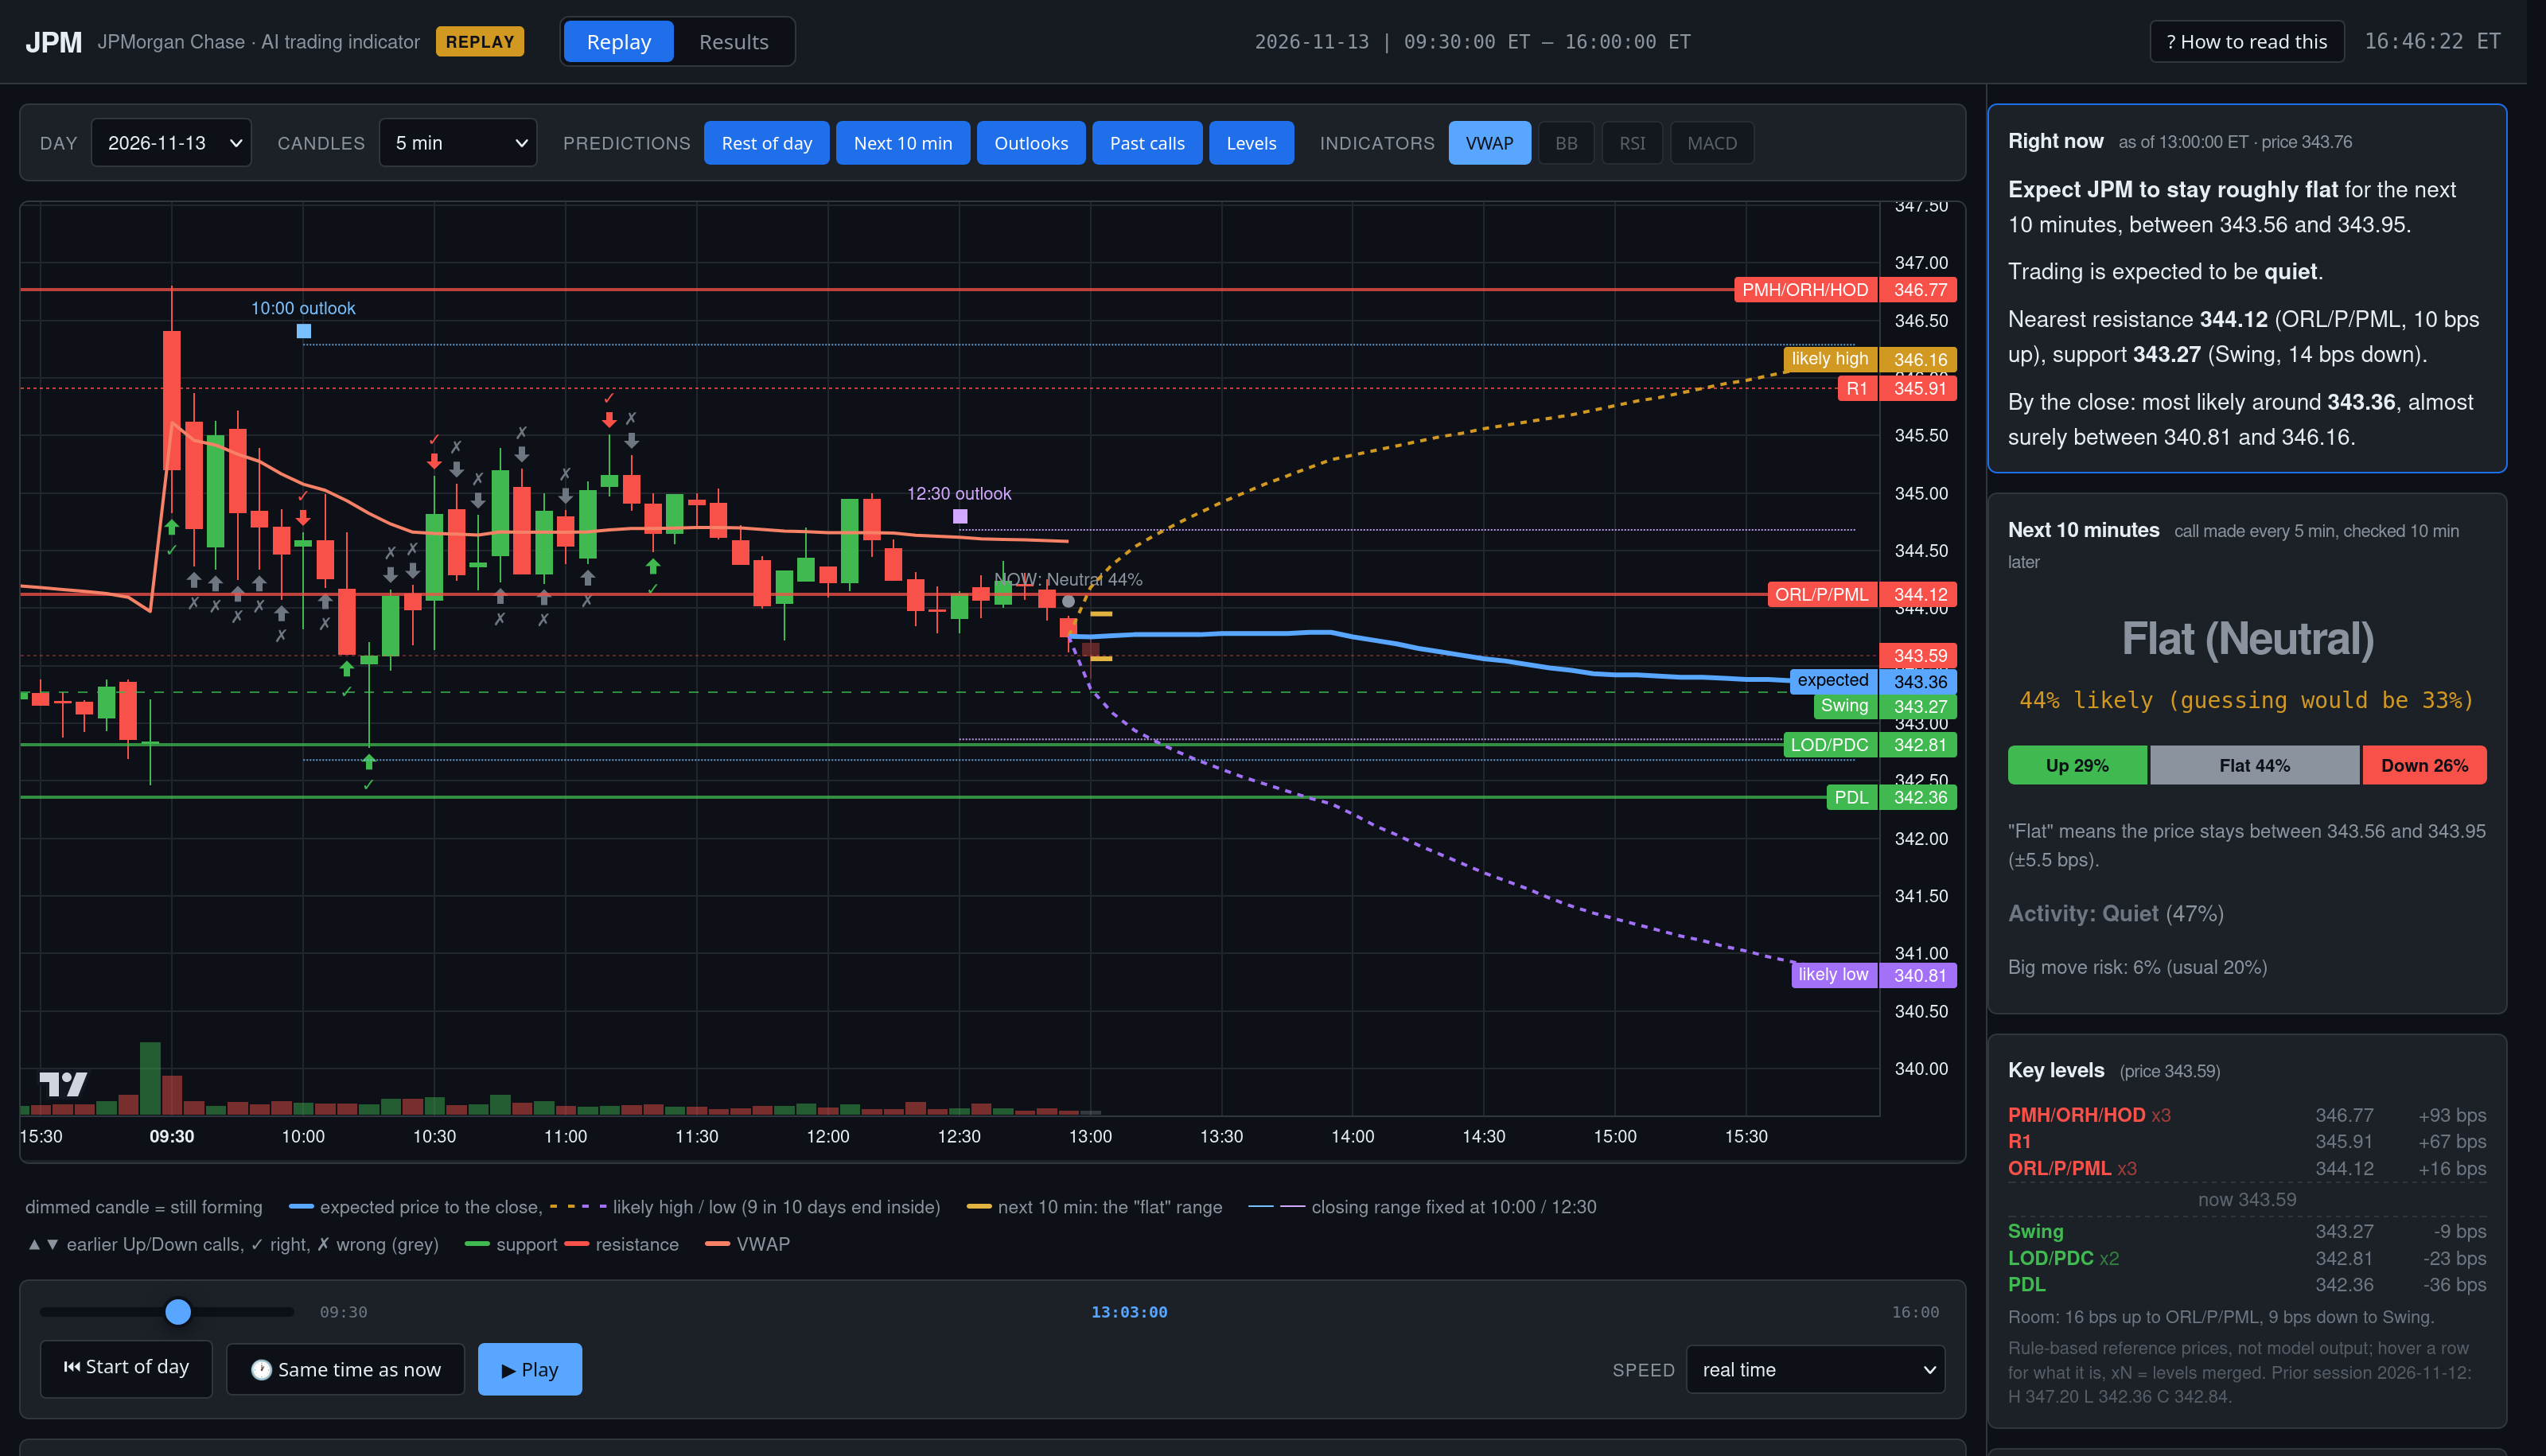 JPM JPMorgan Chase · AI trading indicator REPLAY Replay Results 2026-11-13 | 09:30:00 ET — 16:00:00 ET ? How to read this 16:46:22 ET
DAY 2026-11-13 CANDLES 5 min PREDICTIONS Rest of day Next 10 min Outlooks Past calls Levels INDICATORS VWAP BB RSI MACD
347.50
347.00
PMH/ORH/HOD 346.77
10:00 outlook
346.50
likely high 346.16
R1 345.91
345.50
12:30 outlook
345.00
344.50
NOW: Neutral 44%
ORL/P/PML 344.12
344.00
343.59
expected 343.36
Swing 343.27
343.00
LOD/PDC 342.81
342.50
PDL 342.36
342.00
341.50
341.00
likely low 340.81
340.50
340.00
15:30 09:30 10:00 10:30 11:00 11:30 12:00 12:30 13:00 13:30 14:00 14:30 15:00 15:30
dimmed candle = still forming expected price to the close, likely high / low (9 in 10 days end inside) next 10 min: the "flat" range closing range fixed at 10:00 / 12:30
▲▼ earlier Up/Down calls, ✓ right, ✗ wrong (grey) support resistance VWAP
09:30 13:03:00 16:00
⏮ Start of day 🕐 Same time as now ▶ Play SPEED real time
Right now as of 13:00:00 ET · price 343.76
Expect JPM to stay roughly flat for the next
10 minutes, between 343.56 and 343.95.
Trading is expected to be quiet.
Nearest resistance 344.12 (ORL/P/PML, 10 bps
up), support 343.27 (Swing, 14 bps down).
By the close: most likely around 343.36, almost
surely between 340.81 and 346.16.
Next 10 minutes call made every 5 min, checked 10 min
later
Flat (Neutral)
44% likely (guessing would be 33%)
Up 29% Flat 44% Down 26%
"Flat" means the price stays between 343.56 and 343.95
(±5.5 bps).
Activity: Quiet (47%)
Big move risk: 6% (usual 20%)
Key levels (price 343.59)
PMH/ORH/HOD x3 346.77 +93 bps
R1 345.91 +67 bps
ORL/P/PML x3 344.12 +16 bps
now 343.59
Swing 343.27 -9 bps
LOD/PDC x2 342.81 -23 bps
PDL 342.36 -36 bps
Room: 16 bps up to ORL/P/PML, 9 bps down to Swing.
Rule-based reference prices, not model output; hover a row
for what it is, xN = levels merged. Prior session 2026-11-12:
H 347.20 L 342.36 C 342.84.